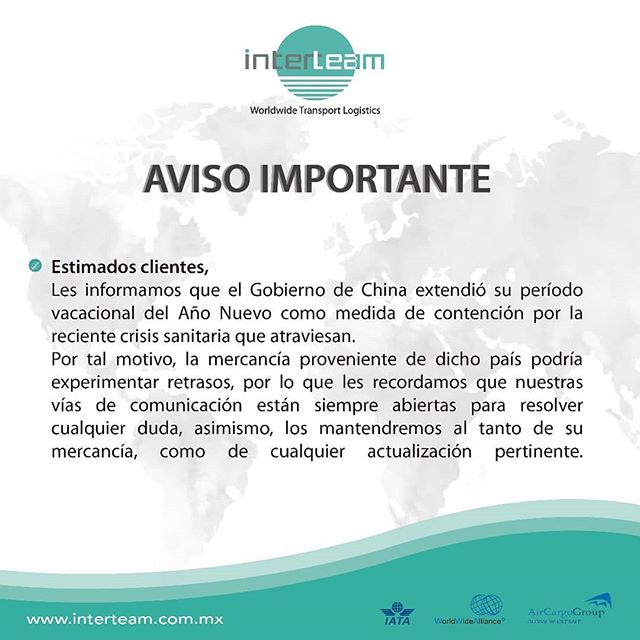 interteam
Worldwide Transport Logistics
AVISO IMPORTANTE
Estimados clientes,
Les informamos que el Gobierno de China extendió su período
vacacional del Año Nuevo como medida de contención por la
reciente crisis sanitaria que atraviesan.
Por tal motivo, la mercancía proveniente de dicho país podría
experimentar retrasos, por lo que les recordamos que nuestras
vías de comunicación están siempre abiertas para resolver
cualquier duda, asimismo, los mantendremos al tanto de su
mercancía, como de cualquier actualización pertinente.
www.interteam.com.mx
IATA
WorldWideAlliance
AirCargoGroup